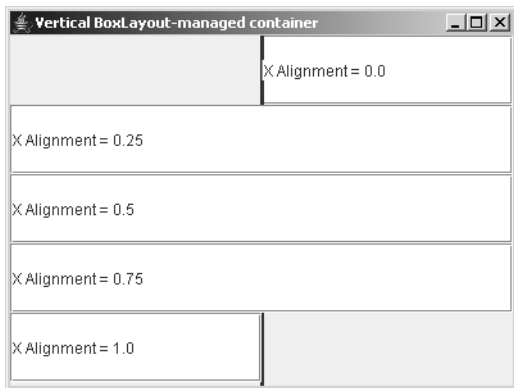 Vertical BoxLayout-managed container
X Alignment = 0.0
X Alignment = 0.25
X Alignment = 0.5
X Alignment = 0.75
X Alignment = 1.0